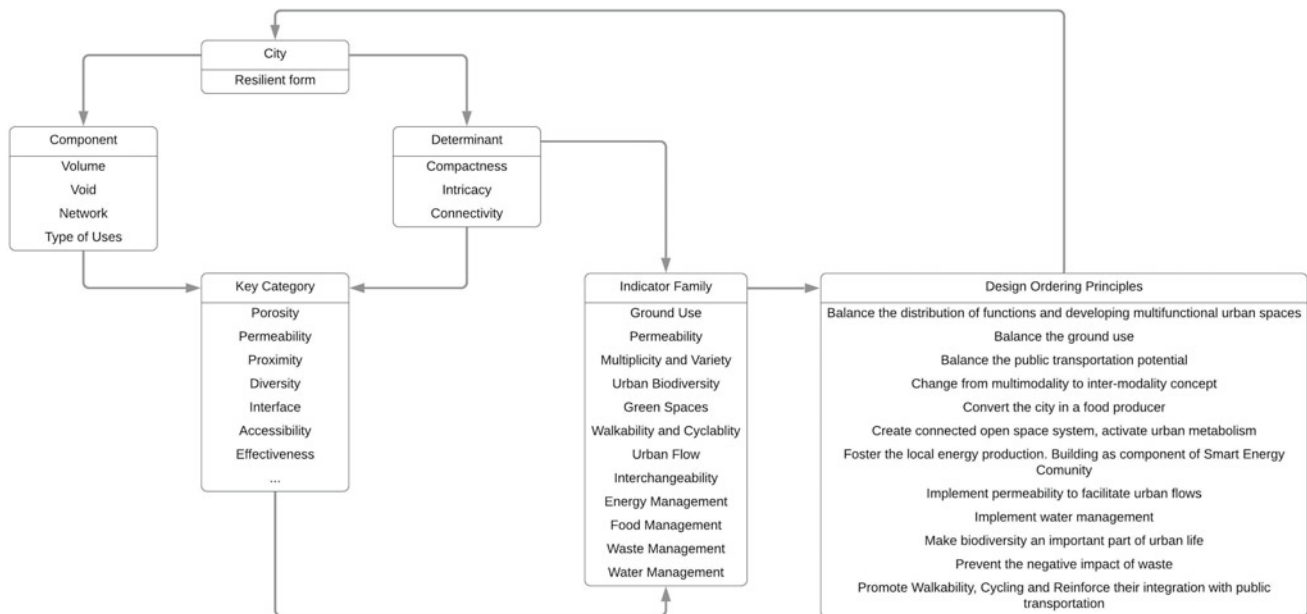 City
Resilient form
Component
Volume
Void
Network
Type of Uses
Determinant
Compactness
Intricacy
Connectivity
Key Category
Porosity
Permeability
Proximity
Diversity
Interface
Accessibility
Effectiveness
...
Indicator Family
Ground Use
Permeability
Multiplicity and Variety
Urban Biodiversity
Green Spaces
Walkability and Cyclablity
Urban Flow
Interchangeability
Energy Management
Food Management
Waste Management
Water Management
Design Ordering Principles
Balance the distribution of functions and developing multifunctional urban spaces
Balance the ground use
Balance the public transportation potential
Change from multimodality to inter-modality concept
Convert the city in a food producer
Create connected open space system, activate urban metabolism
Foster the local energy production. Building as component of Smart Energy
Comunity
Implement permeability to facilitate urban flows
Implement water management
Make biodiversity an important part of urban life
Prevent the negative impact of waste
Promote Walkability, Cycling and Reinforce their integration with public
transportation